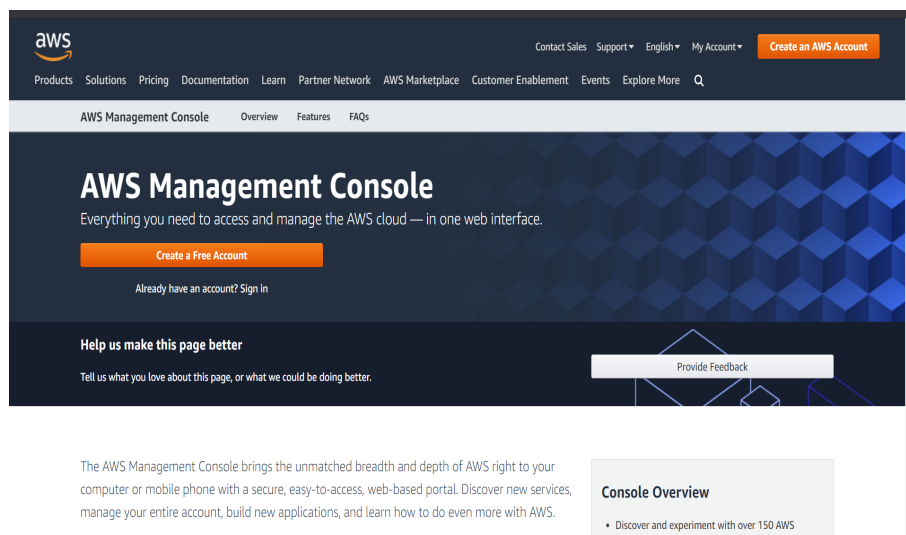 aws
Contact Sales Support English My Account Create an AWS Account
Products Solutions Pricing Documentation Learn Partner Network AWS Marketplace Customer Enablement Events Explore More
AWS Management Console Overview Features FAQs
AWS Management Console
Everything you need to access and manage the AWS cloud — in one web interface.
Create a Free Account
Already have an account? Sign in
Help us make this page better
Tell us what you love about this page, or what we could be doing better.
Provide Feedback
The AWS Management Console brings the unmatched breadth and depth of AWS right to your
computer or mobile phone with a secure, easy-to-access, web-based portal. Discover new services,
manage your entire account, build new applications, and learn how to do even more with AWS.
Console Overview
• Discover and experiment with over 150 AWS